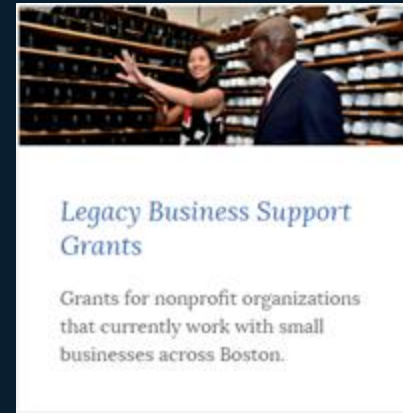 Legacy Business Support
Grants
Grants for nonprofit organizations
that currently work with small
businesses across Boston.